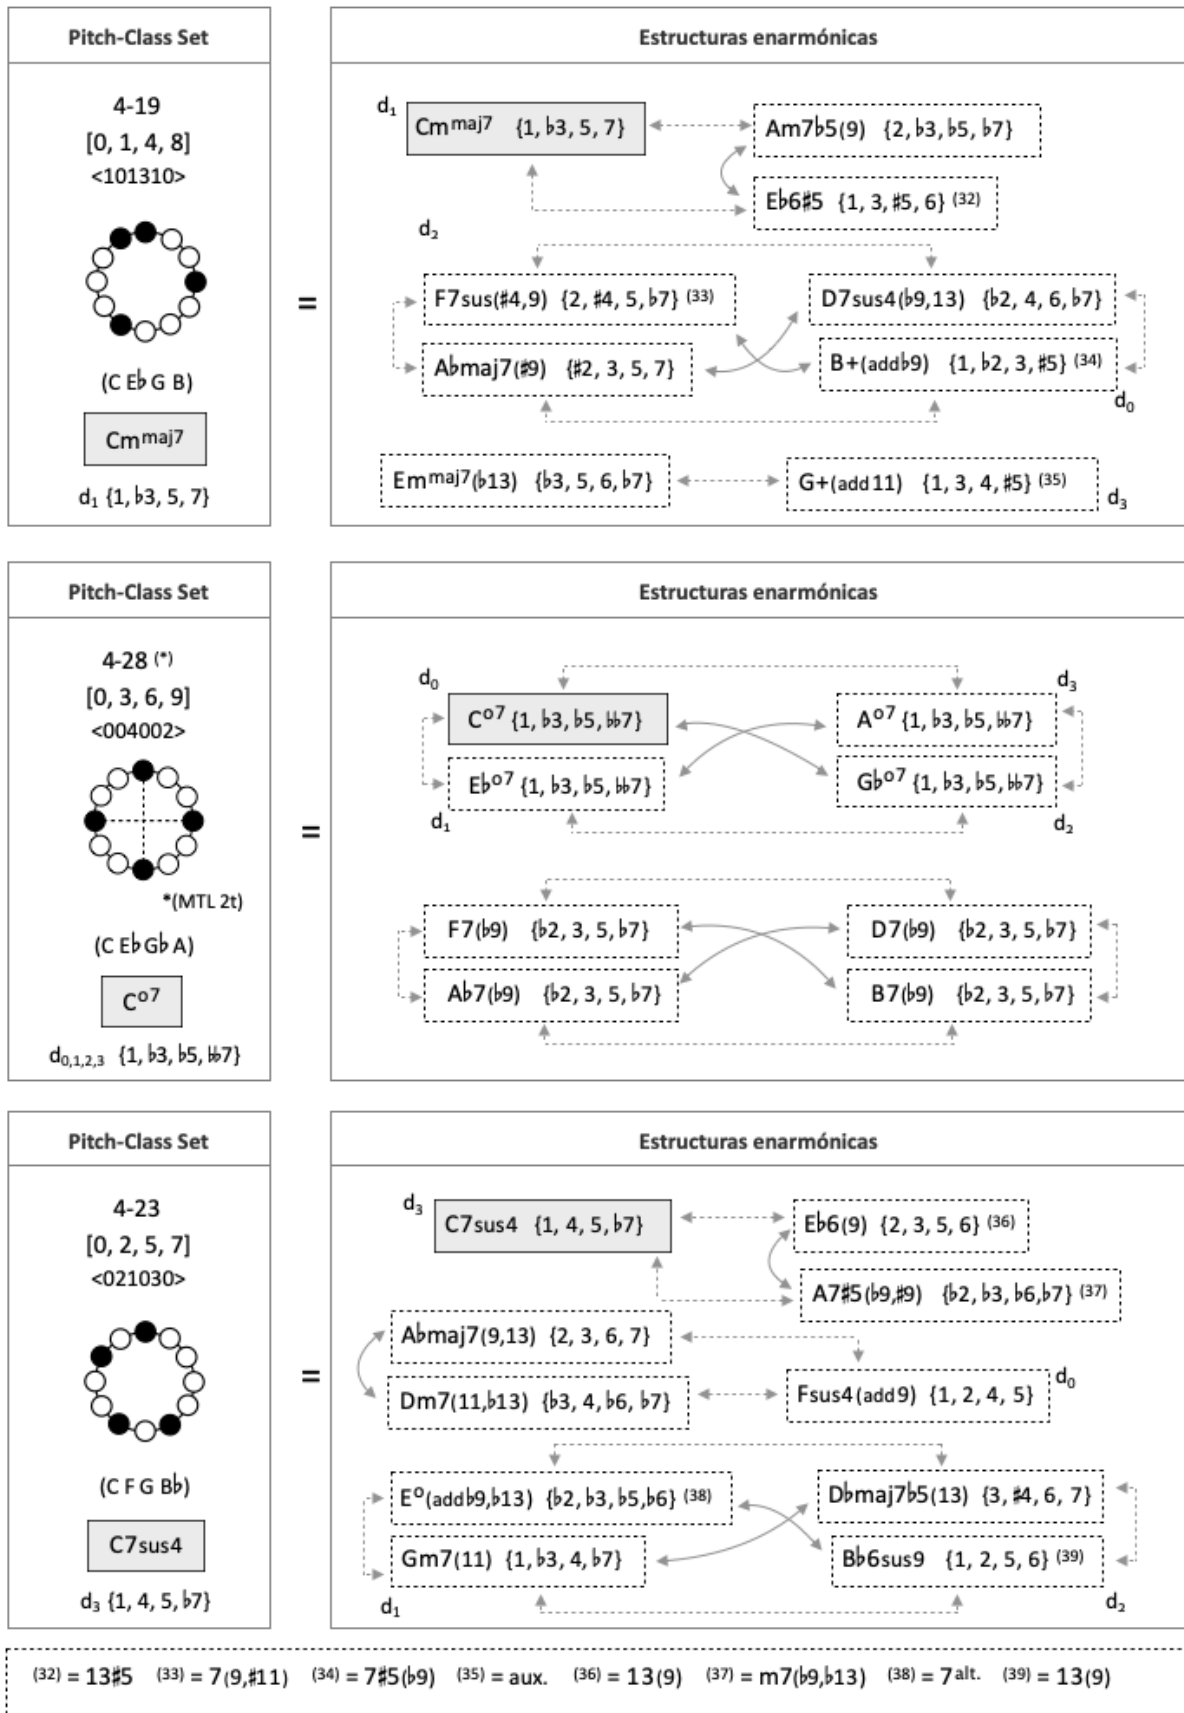 Pitch-Class Set
Estructuras enarmónicas
4-19
[0, 1, 4, 8]
<101310>
(C E♭ G B)
Cm maj7
d1 {1, ♭3, 5, 7}
=
d1
Cm maj7 {1, ♭3, 5, 7}
Am7♭5(9) {2, ♭3, ♭5, ♭7}
E♭6#5 {1, 3, #5, 6} (32)
d2
F7sus(♯4,9) {2, ♯4, 5, ♭7} (33)
D7sus4(♭9,13) {♭2, 4, 6, ♭7}
A♭maj7(♯9) {♯2, 3, 5, 7}
B+(add♭9) {1, ♭2, 3, ♯5} (34)
d0
Em maj7(♭13) {♭3, 5, 6, ♭7}
G+(add11) {1, 3, 4, ♯5} (35)
d3
Pitch-Class Set
Estructuras enarmónicas
4-28 (*)
[0, 3, 6, 9]
<004002>
*(MTL 2t)
(C E♭ G♭ A)
Co7
d0,1,2,3 {1, ♭3, ♭5, 𝄫7}
=
d0
d3
Co7 {1, ♭3, ♭5, 𝄫7}
Ao7 {1, ♭3, ♭5, 𝄫7}
E♭o7 {1, ♭3, ♭5, 𝄫7}
G♭o7 {1, ♭3, ♭5, 𝄫7}
d1
d2
F7(♭9) {♭2, 3, 5, ♭7}
D7(♭9) {♭2, 3, 5, ♭7}
A♭7(♭9) {♭2, 3, 5, ♭7}
B7(♭9) {♭2, 3, 5, ♭7}
Pitch-Class Set
Estructuras enarmónicas
4-23
[0, 2, 5, 7]
<021030>
(C F G B♭)
C7sus4
d3 {1, 4, 5, ♭7}
=
d3
C7sus4 {1, 4, 5, ♭7}
E♭6(9) {2, 3, 5, 6} (36)
A7♯5(♭9,♯9) {♭2, ♭3, ♭6, ♭7} (37)
A♭maj7(9,13) {2, 3, 6, 7}
Dm7(11,♭13) {♭3, 4, ♭6, ♭7}
Fsus4(add9) {1, 2, 4, 5}
d0
Eo(add♭9,♭13) {♭2, ♭3, ♭5, ♭6} (38)
D♭maj7♭5(13) {3, ♯4, 6, 7}
Gm7(11) {1, ♭3, 4, ♭7}
B♭6sus9 {1, 2, 5, 6} (39)
d1
d2
(32) = 13♯5 (33) = 7(9,♯11) (34) = 7♯5(♭9) (35) = aux. (36) = 13(9) (37) = m7(♭9,♭13) (38) = 7alt. (39) = 13(9)